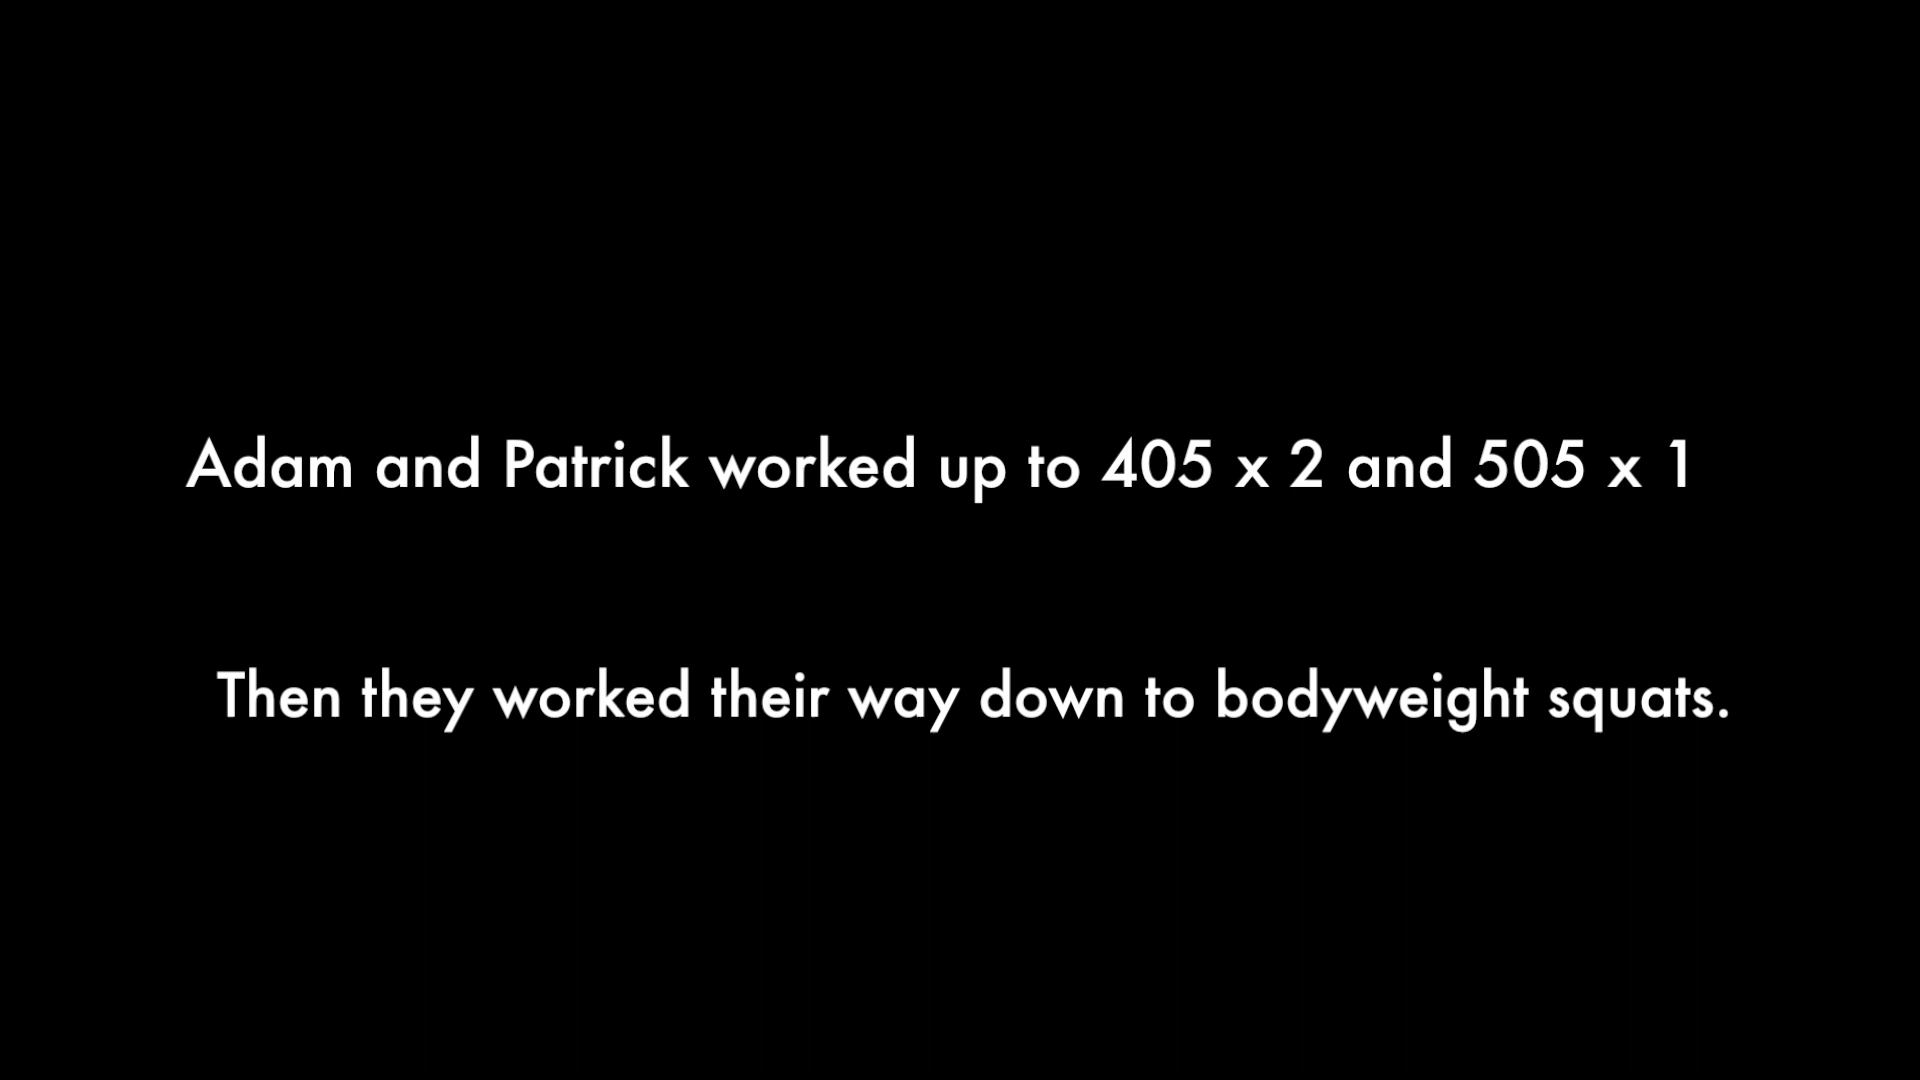 Adam and Patrick worked up to 405 x 2 and 505 x 1
Then they worked their way down to bodyweight squats.